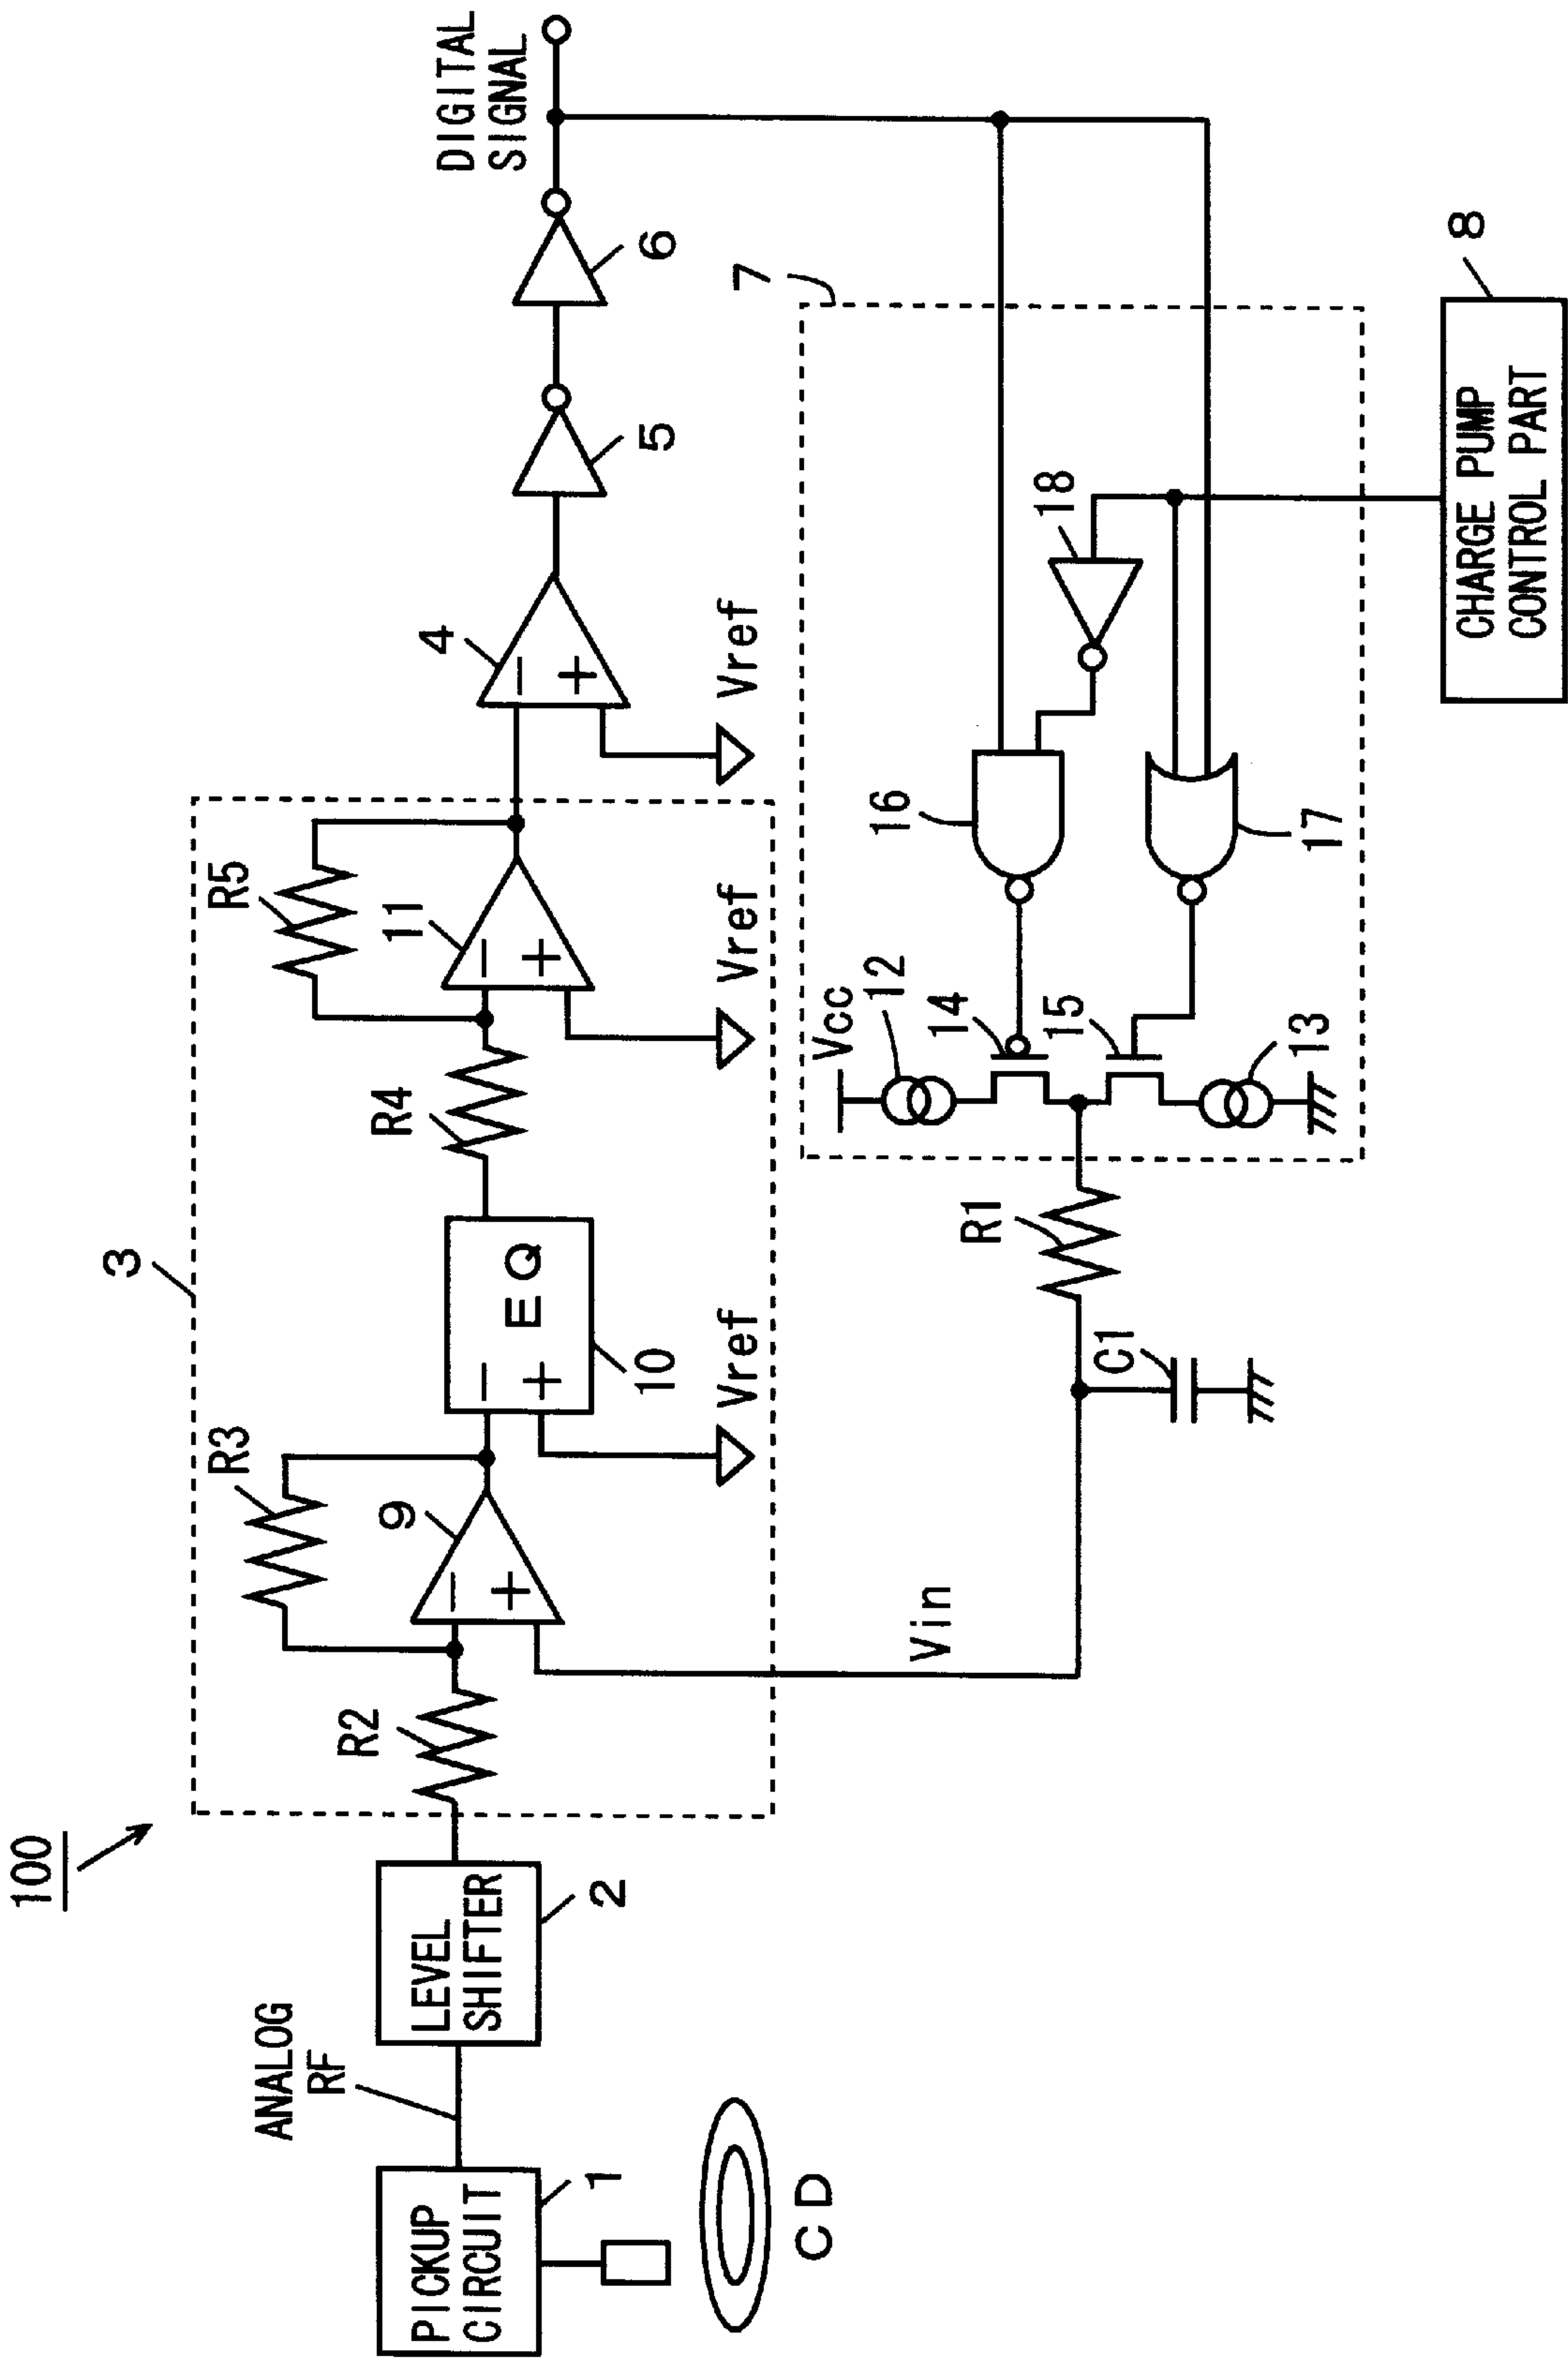 100
3
R5
R3
R4
R2
11
9
4
5
6
DIGITAL
SIGNAL
ANALOG
RF
PICKUP
CIRCUIT
1
LEVEL
SHIFTER
2
−
+
−
+
EQ
10
−
+
−
+
Vref
Vref
Vref
CD
Vin
7
Vcc
12
14
15
13
16
17
18
R1
C1
CHARGE PUMP
CONTROL PART
8